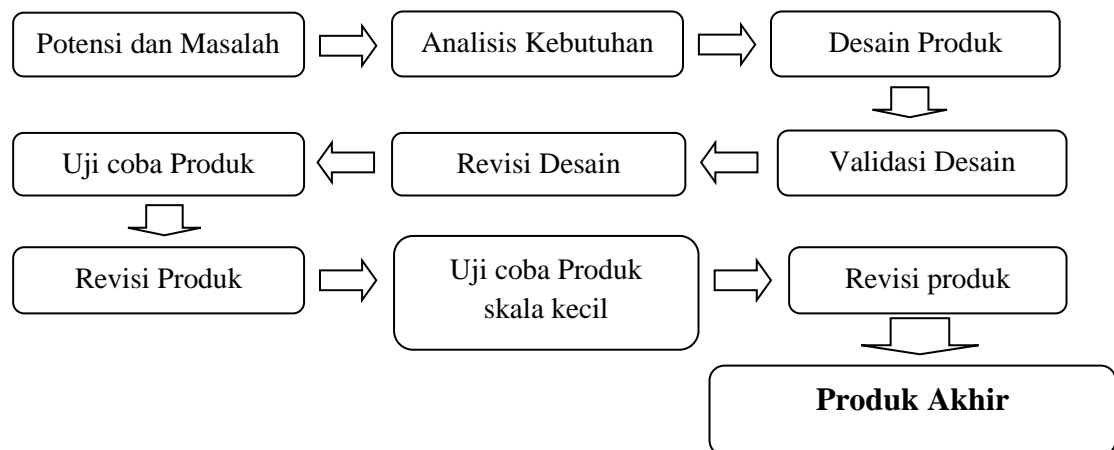 Potensi dan Masalah
Analisis Kebutuhan
Desain Produk
Validasi Desain
Revisi Desain
Uji coba Produk
Revisi Produk
Uji coba Produk
skala kecil
Revisi produk
Produk Akhir